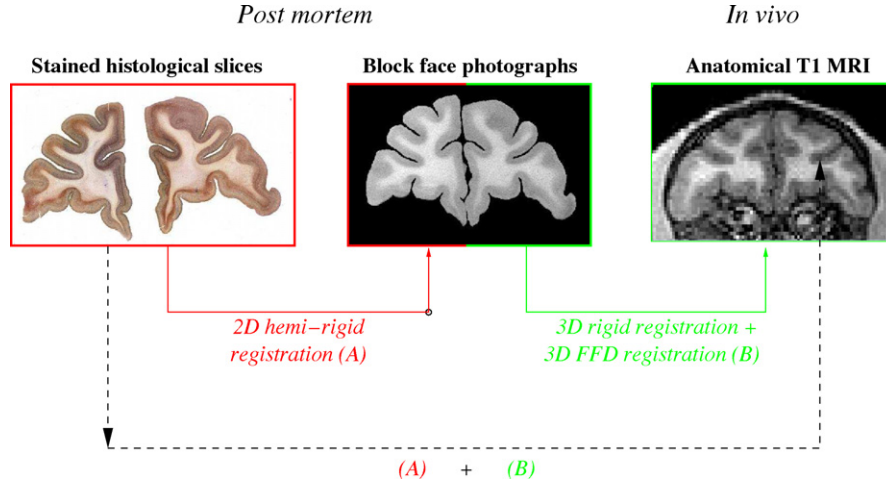 Post mortem
In vivo
Stained histological slices
Block face photographs
Anatomical T1 MRI
2D hemi−rigid
registration (A)
3D rigid registration +
3D FFD registration (B)
(A) + (B)